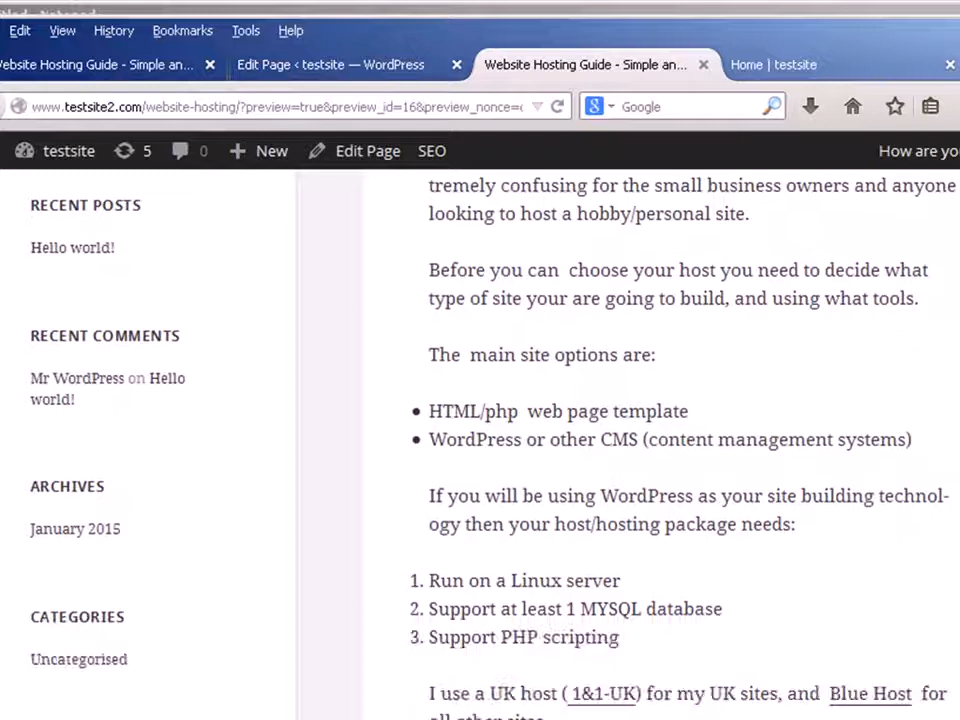 Edit View History Bookmarks Tools Help
ebsite Hosting Guide - Simple an... Edit Page < testsite — WordPress Website Hosting Guide - Simple an... Home | testsite
www.testsite2.com/website-hosting/?preview=true&preview_id=16&preview_nonce=( Google
testsite 5 0 New Edit Page SEO How are yo
RECENT POSTS
Hello world!
RECENT COMMENTS
Mr WordPress on Hello
world!
ARCHIVES
January 2015
CATEGORIES
Uncategorised
tremely confusing for the small business owners and anyone
looking to host a hobby/personal site.
Before you can  choose your host you need to decide what
type of site your are going to build, and using what tools.
The  main site options are:
• HTML/php  web page template
• WordPress or other CMS (content management systems)
If you will be using WordPress as your site building technol-
ogy then your host/hosting package needs:
1. Run on a Linux server
2. Support at least 1 MYSQL database
3. Support PHP scripting
I use a UK host ( 1&1-UK) for my UK sites, and  Blue Host  for
all other sites